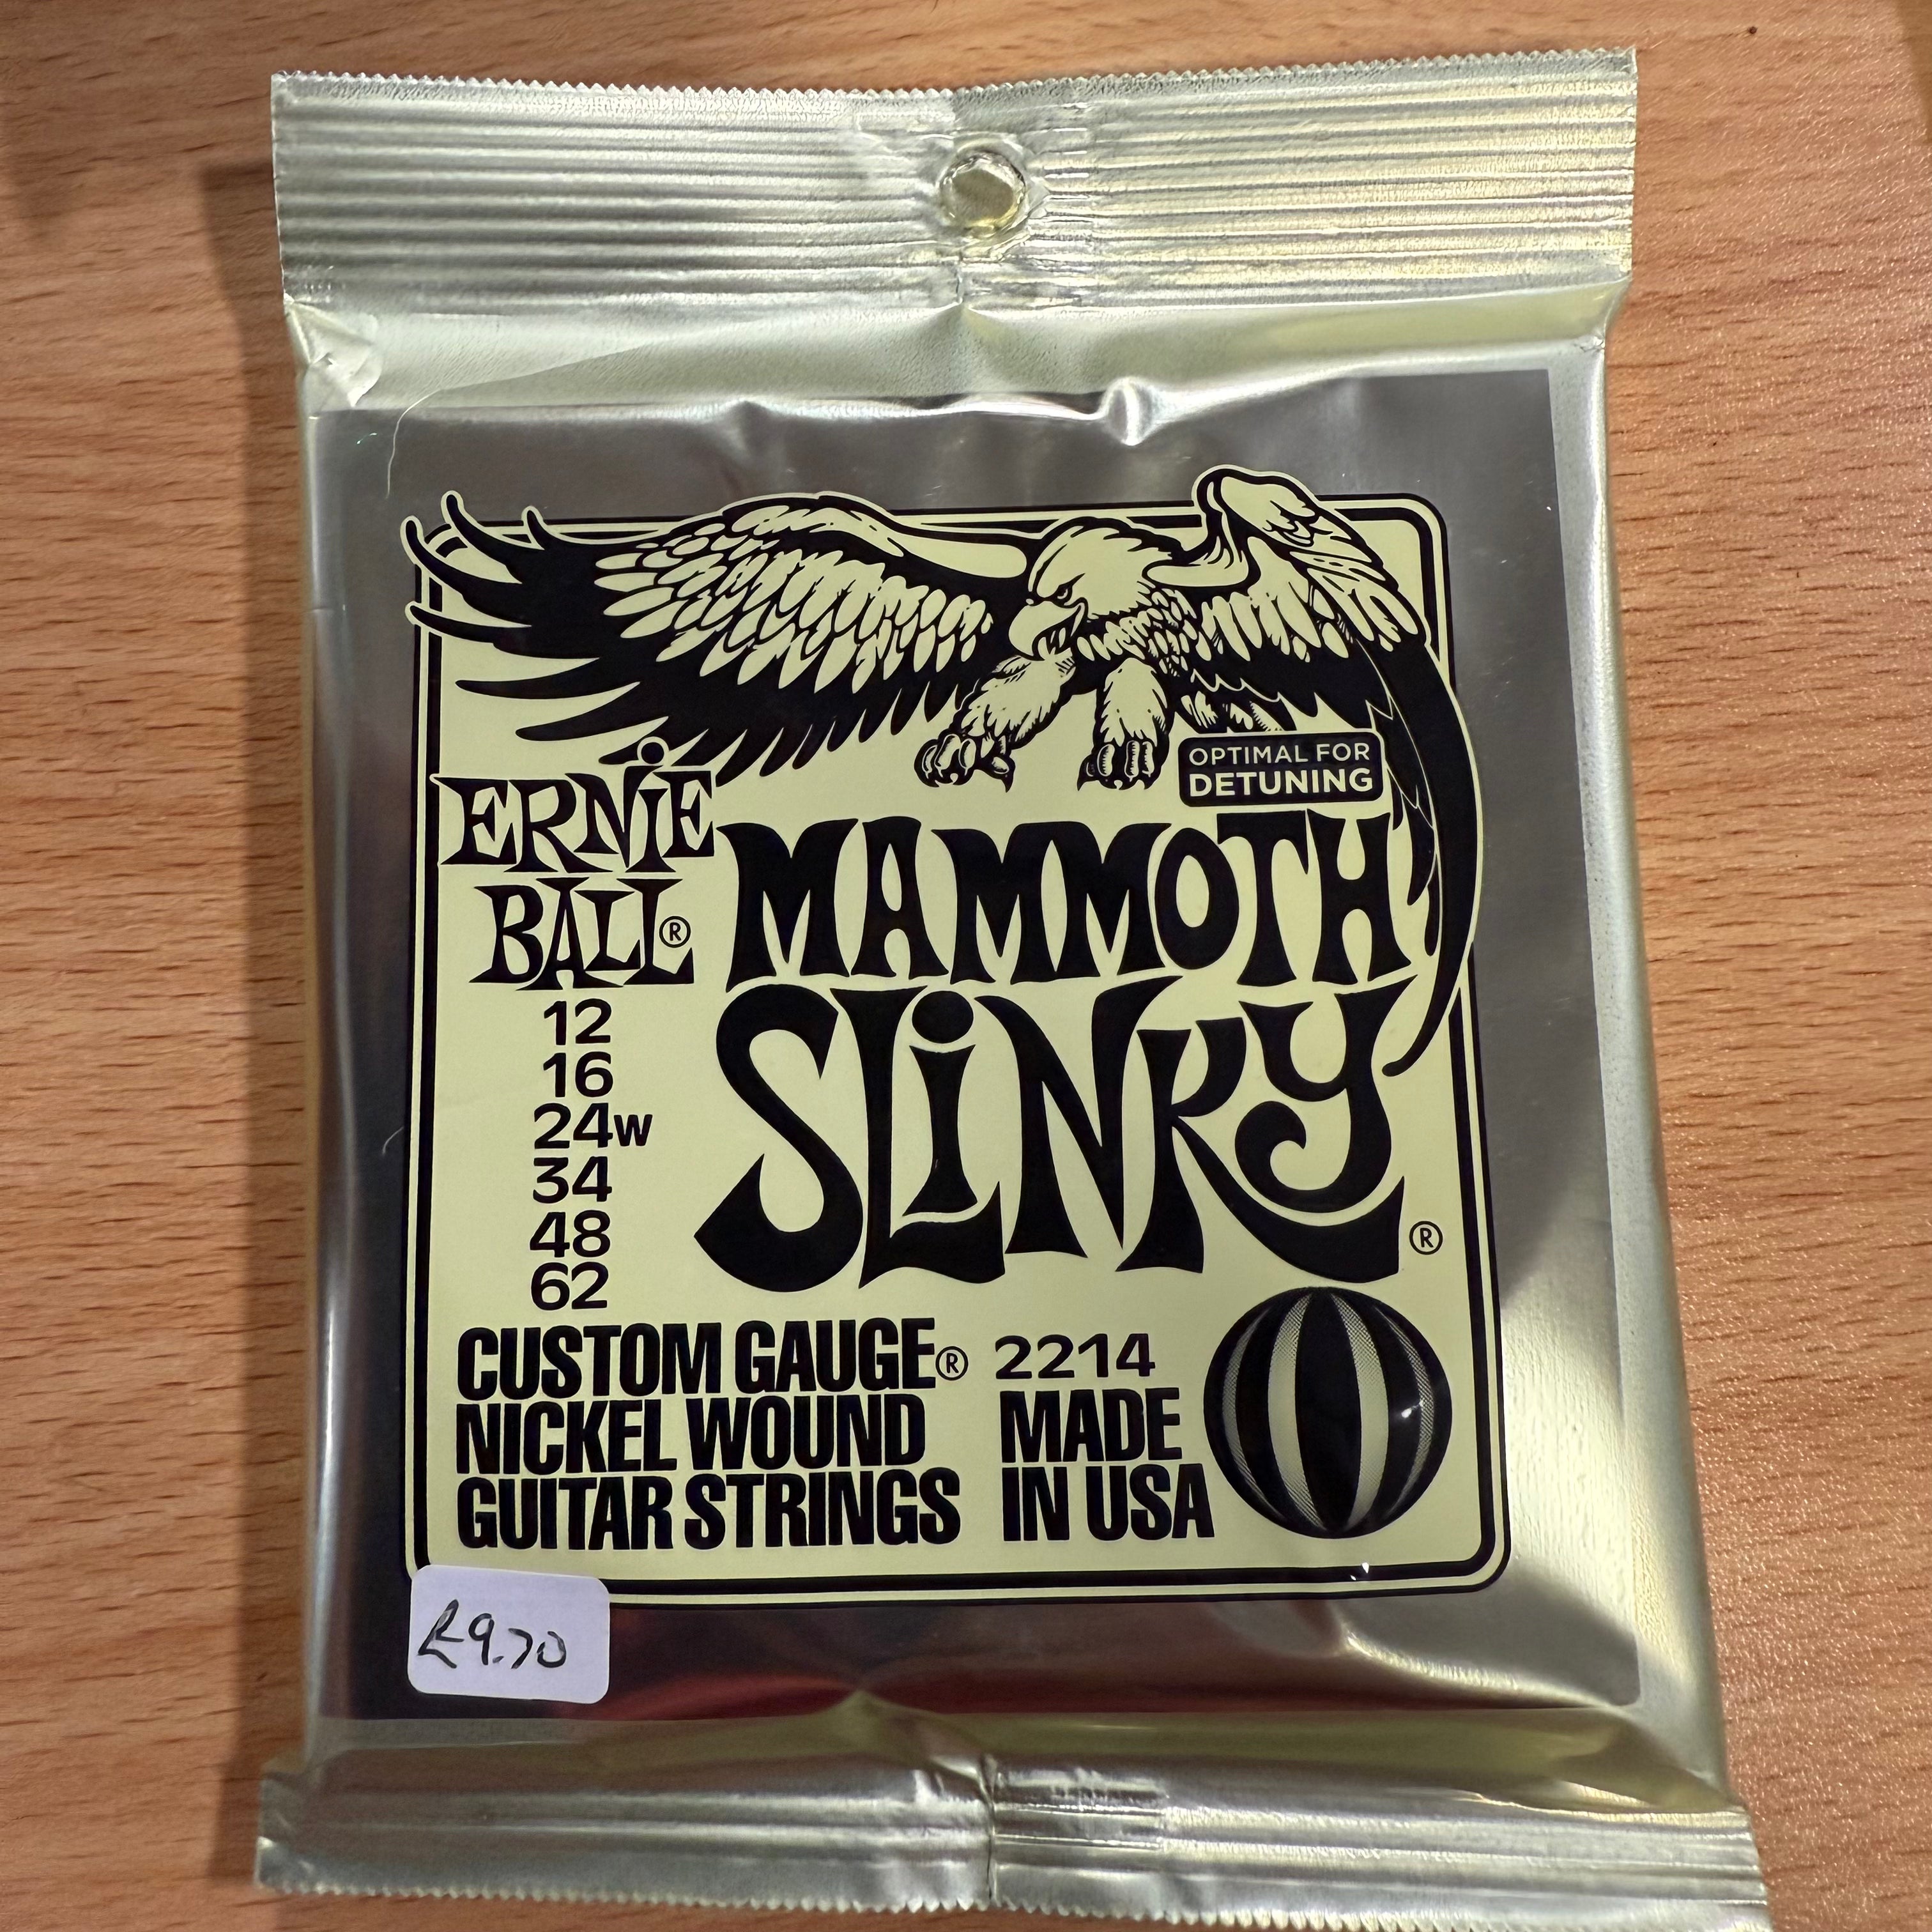 OPTIMAL FOR
DETUNING
ERNiE
BALL®
MAMMOTH
SLiNKY®
12
16
24W
34
48
62
CUSTOM GAUGE®
NICKEL WOUND
GUITAR STRINGS
2214
MADE
IN USA
£9.70